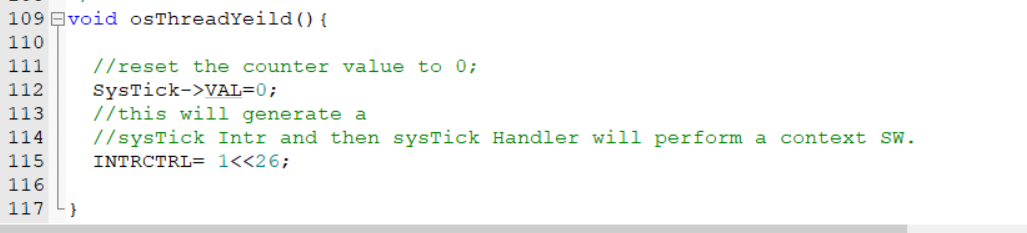 109 void osThreadYeild(){
110
111 //reset the counter value to 0;
112 SysTick->VAL=0;
113 //this will generate a
114 //sysTick Intr and then sysTick Handler will perform a context SW.
115 INTRCTRL= 1<<26;
116
117 }